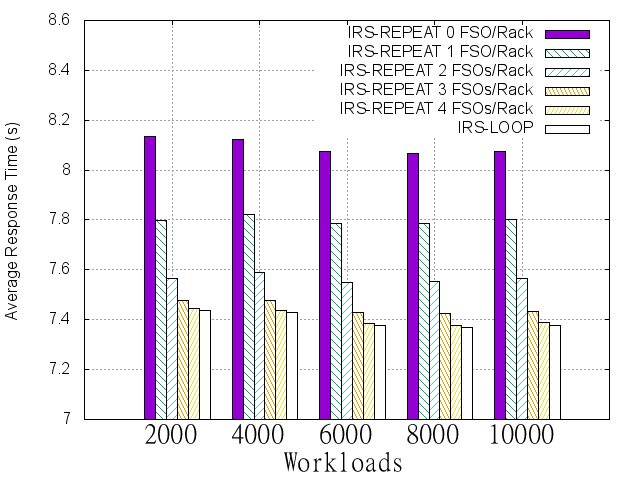 8.6
8.4
8.2
8
7.8
7.6
7.4
7.2
7
Average Response Time (s)
IRS-REPEAT 0 FSO/Rack
IRS-REPEAT 1 FSO/Rack
IRS-REPEAT 2 FSOs/Rack
IRS-REPEAT 3 FSOs/Rack
IRS-REPEAT 4 FSOs/Rack
IRS-LOOP
2000 4000 6000 8000 10000
Workloads